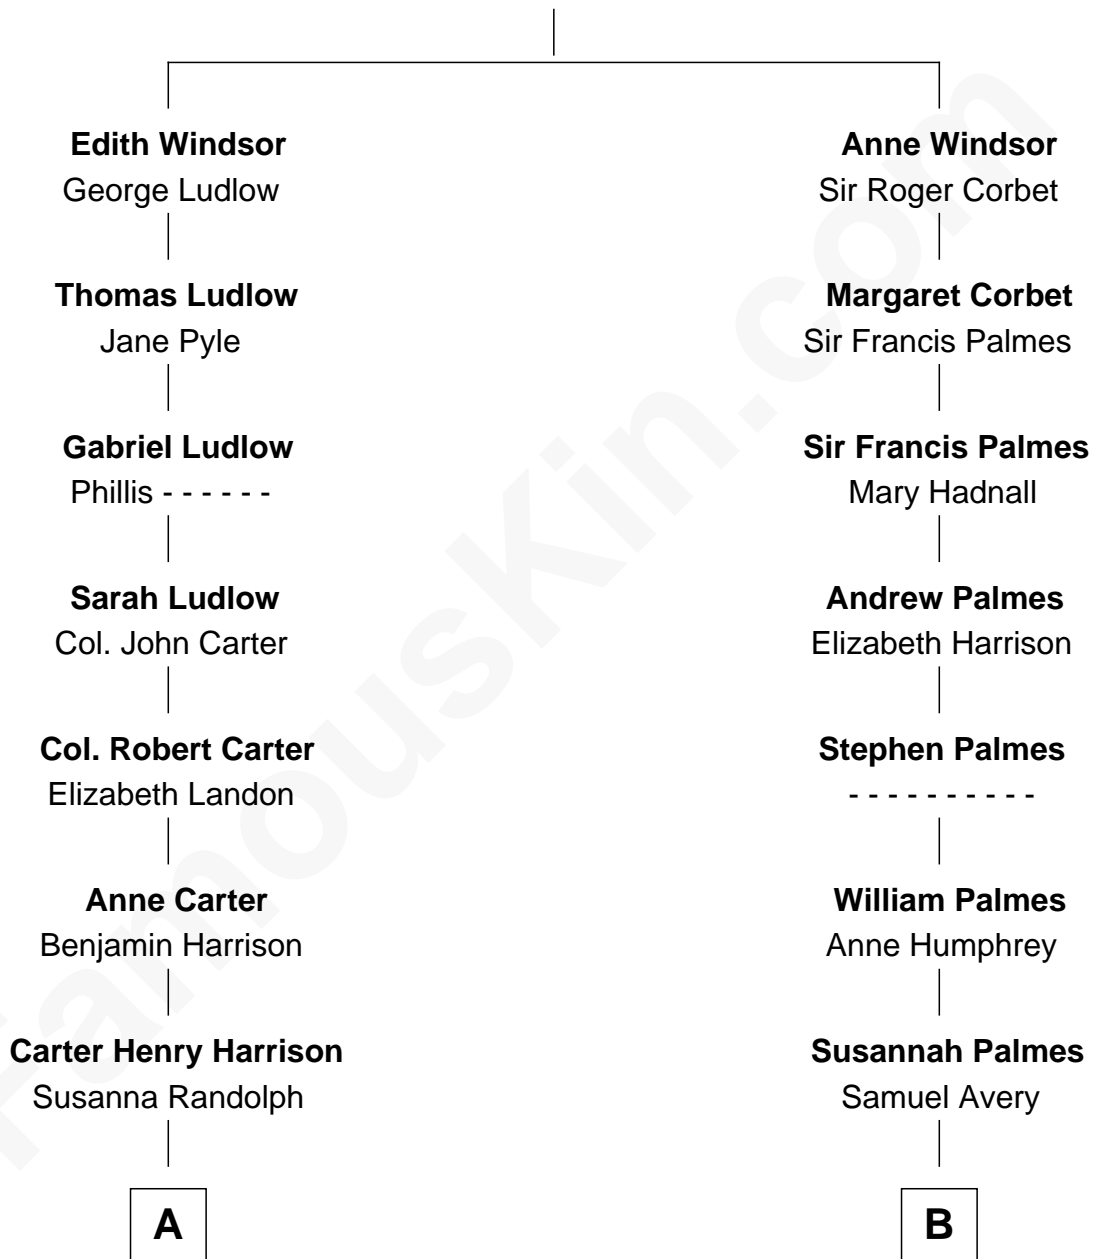 Edith Windsor
George Ludlow
Anne Windsor
Sir Roger Corbet
Thomas Ludlow
Jane Pyle
Margaret Corbet
Sir Francis Palmes
Gabriel Ludlow
Phillis - - - - - -
Sir Francis Palmes
Mary Hadnall
Sarah Ludlow
Col. John Carter
Andrew Palmes
Elizabeth Harrison
Col. Robert Carter
Elizabeth Landon
Stephen Palmes
- - - - - - - - - -
Anne Carter
Benjamin Harrison
William Palmes
Anne Humphrey
Carter Henry Harrison
Susanna Randolph
Susannah Palmes
Samuel Avery
A
B
FamousKin.com